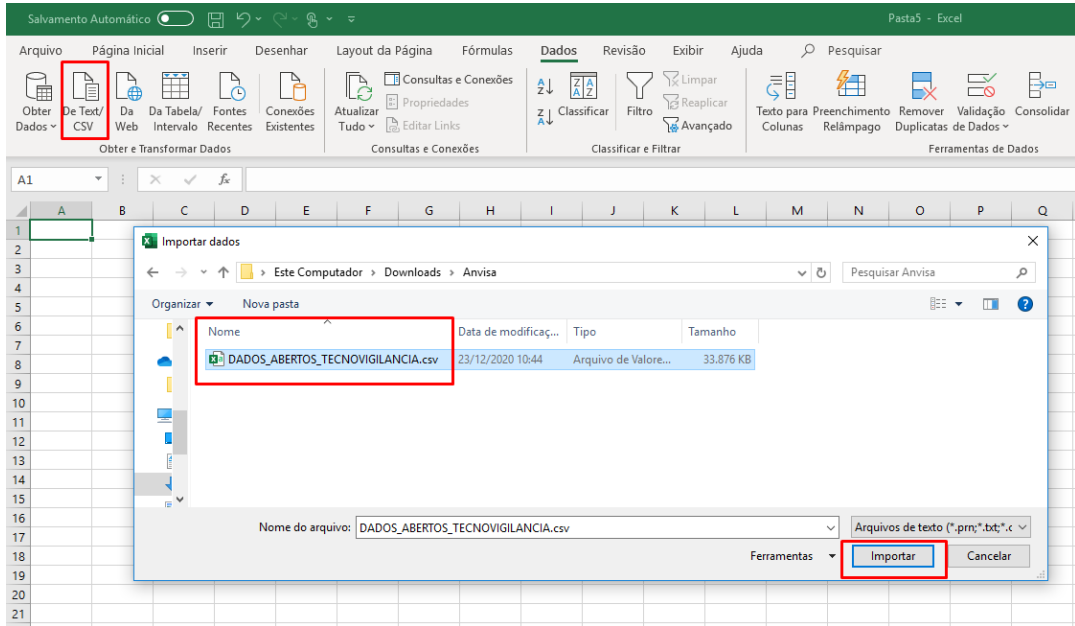 Salvamento Automático
Pasta5 - Excel
Arquivo Página Inicial Inserir Desenhar Layout da Página Fórmulas Dados Revisão Exibir Ajuda Pesquisar
Obter Dados
De Text/ CSV
Da Web
Da Tabela/ Intervalo
Fontes Recentes
Conexões Existentes
Obter e Transformar Dados
Atualizar Tudo
Consultas e Conexões
Propriedades
Editar Links
Consultas e Conexões
Classificar
Filtro
Limpar
Reaplicar
Avançado
Classificar e Filtrar
Texto para Colunas
Preenchimento Relâmpago
Remover Duplicatas
Validação de Dados
Consolidar
Ferramentas de Dados
A1
fx
A B C D E F G H I J K L M N O P Q
1
2
3
4
5
6
7
8
9
10
11
12
13
14
15
16
17
18
19
20
21
Importar dados
Este Computador > Downloads > Anvisa
Pesquisar Anvisa
Organizar Nova pasta
Nome Data de modificaç... Tipo Tamanho
DADOS_ABERTOS_TECNOVIGILANCIA.csv 23/12/2020 10:44 Arquivo de Valore... 33.876 KB
Nome do arquivo: DADOS_ABERTOS_TECNOVIGILANCIA.csv
Arquivos de texto (*.prn;*.txt;*.c
Ferramentas Importar Cancelar